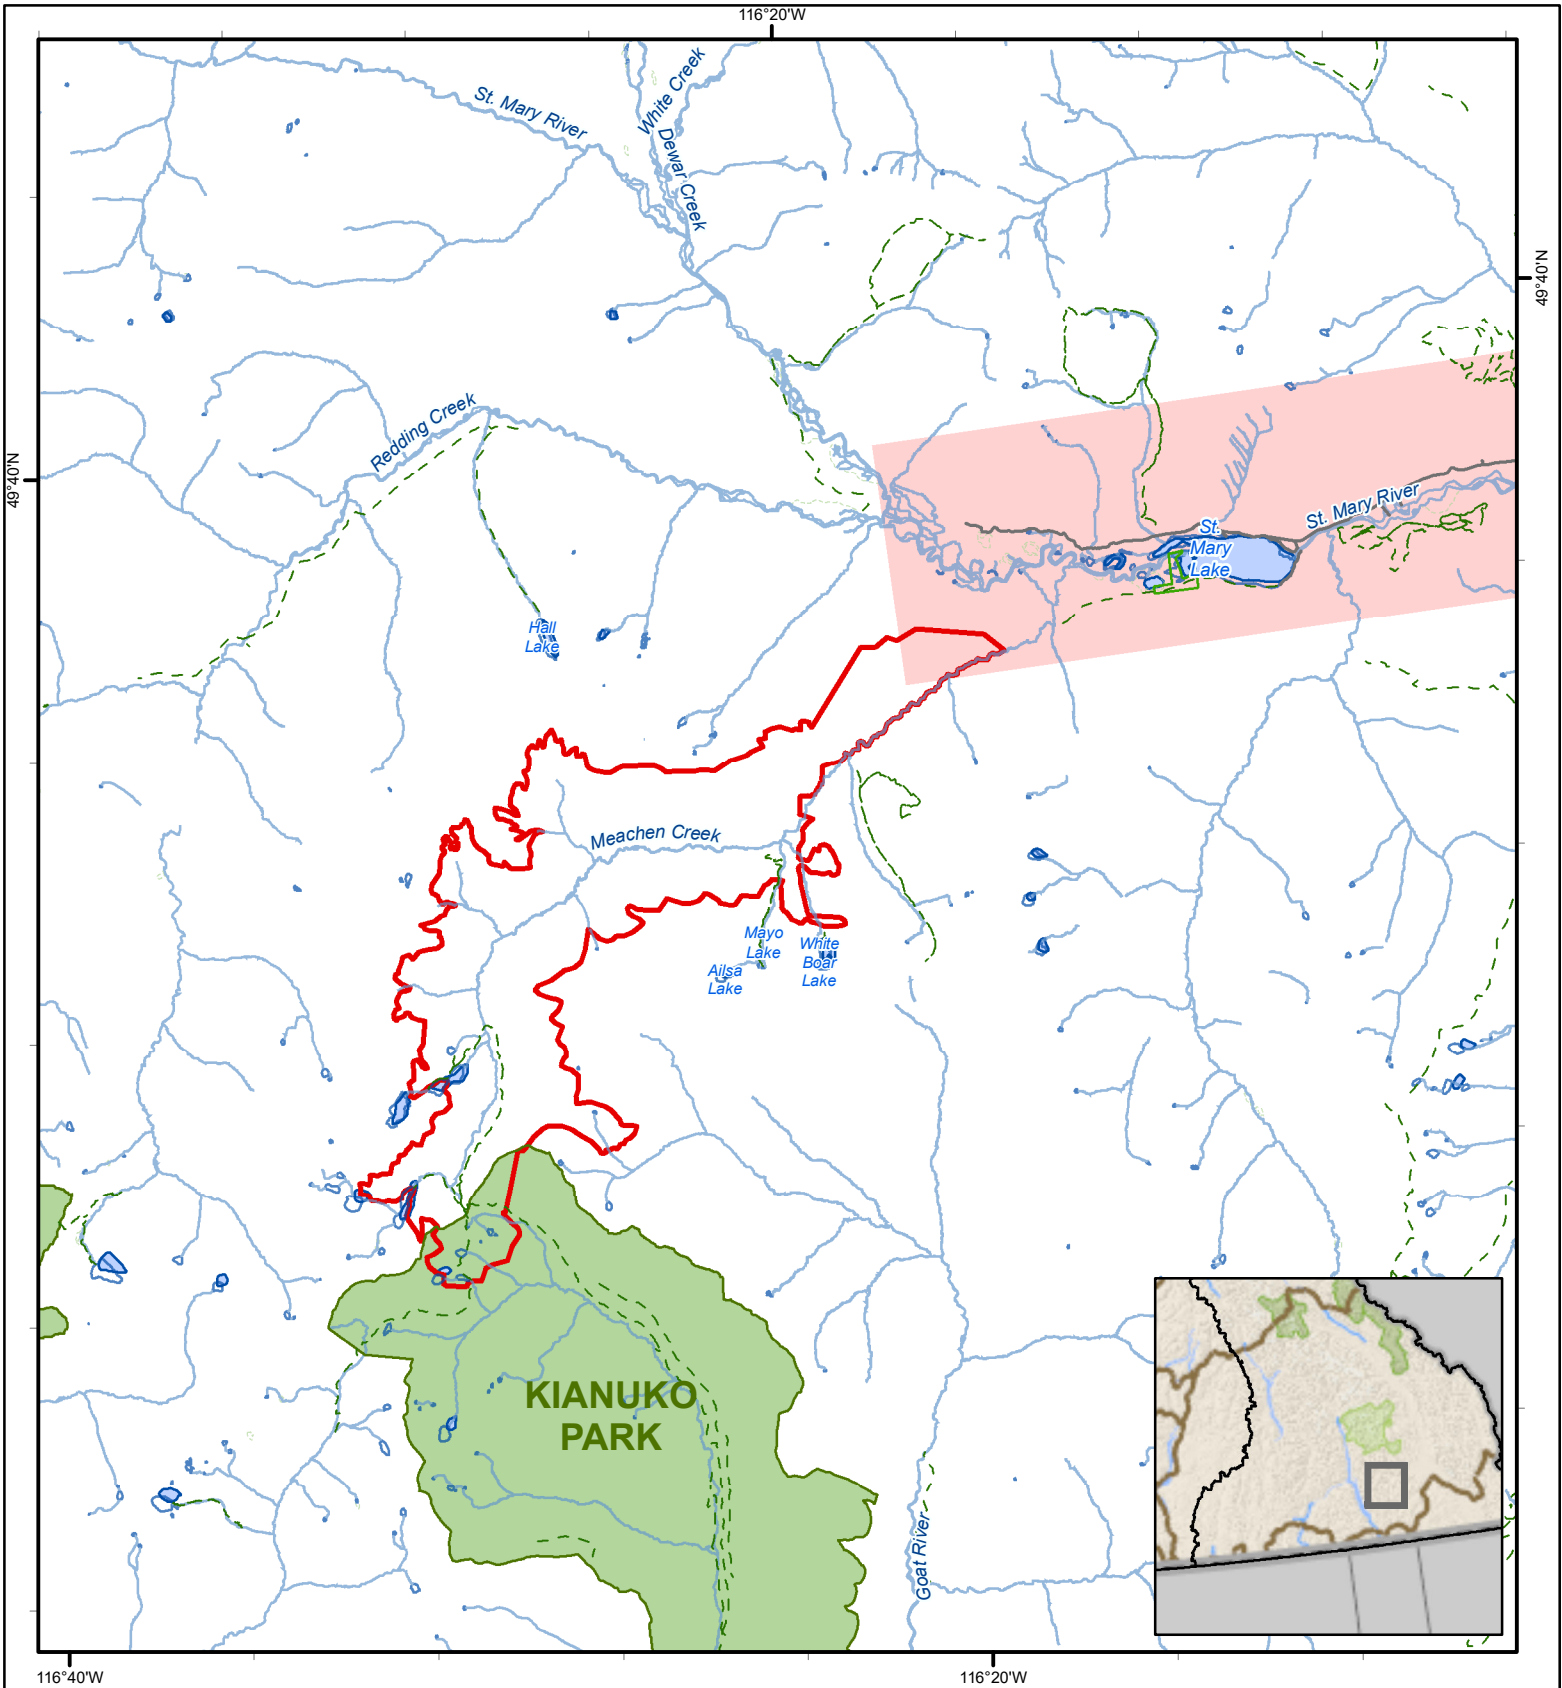 116°20'W
White Creek
St. Mary River
Dewar Creek
49°40'N
Redding Creek
49°40'N
St. Mary River
St.
Mary
Lake
Hall
Lake
Meachen Creek
Mayo
Lake
White
Boar
Lake
Ailsa
Lake
KIANUKO
PARK
Goat River
116°40'W
116°20'W